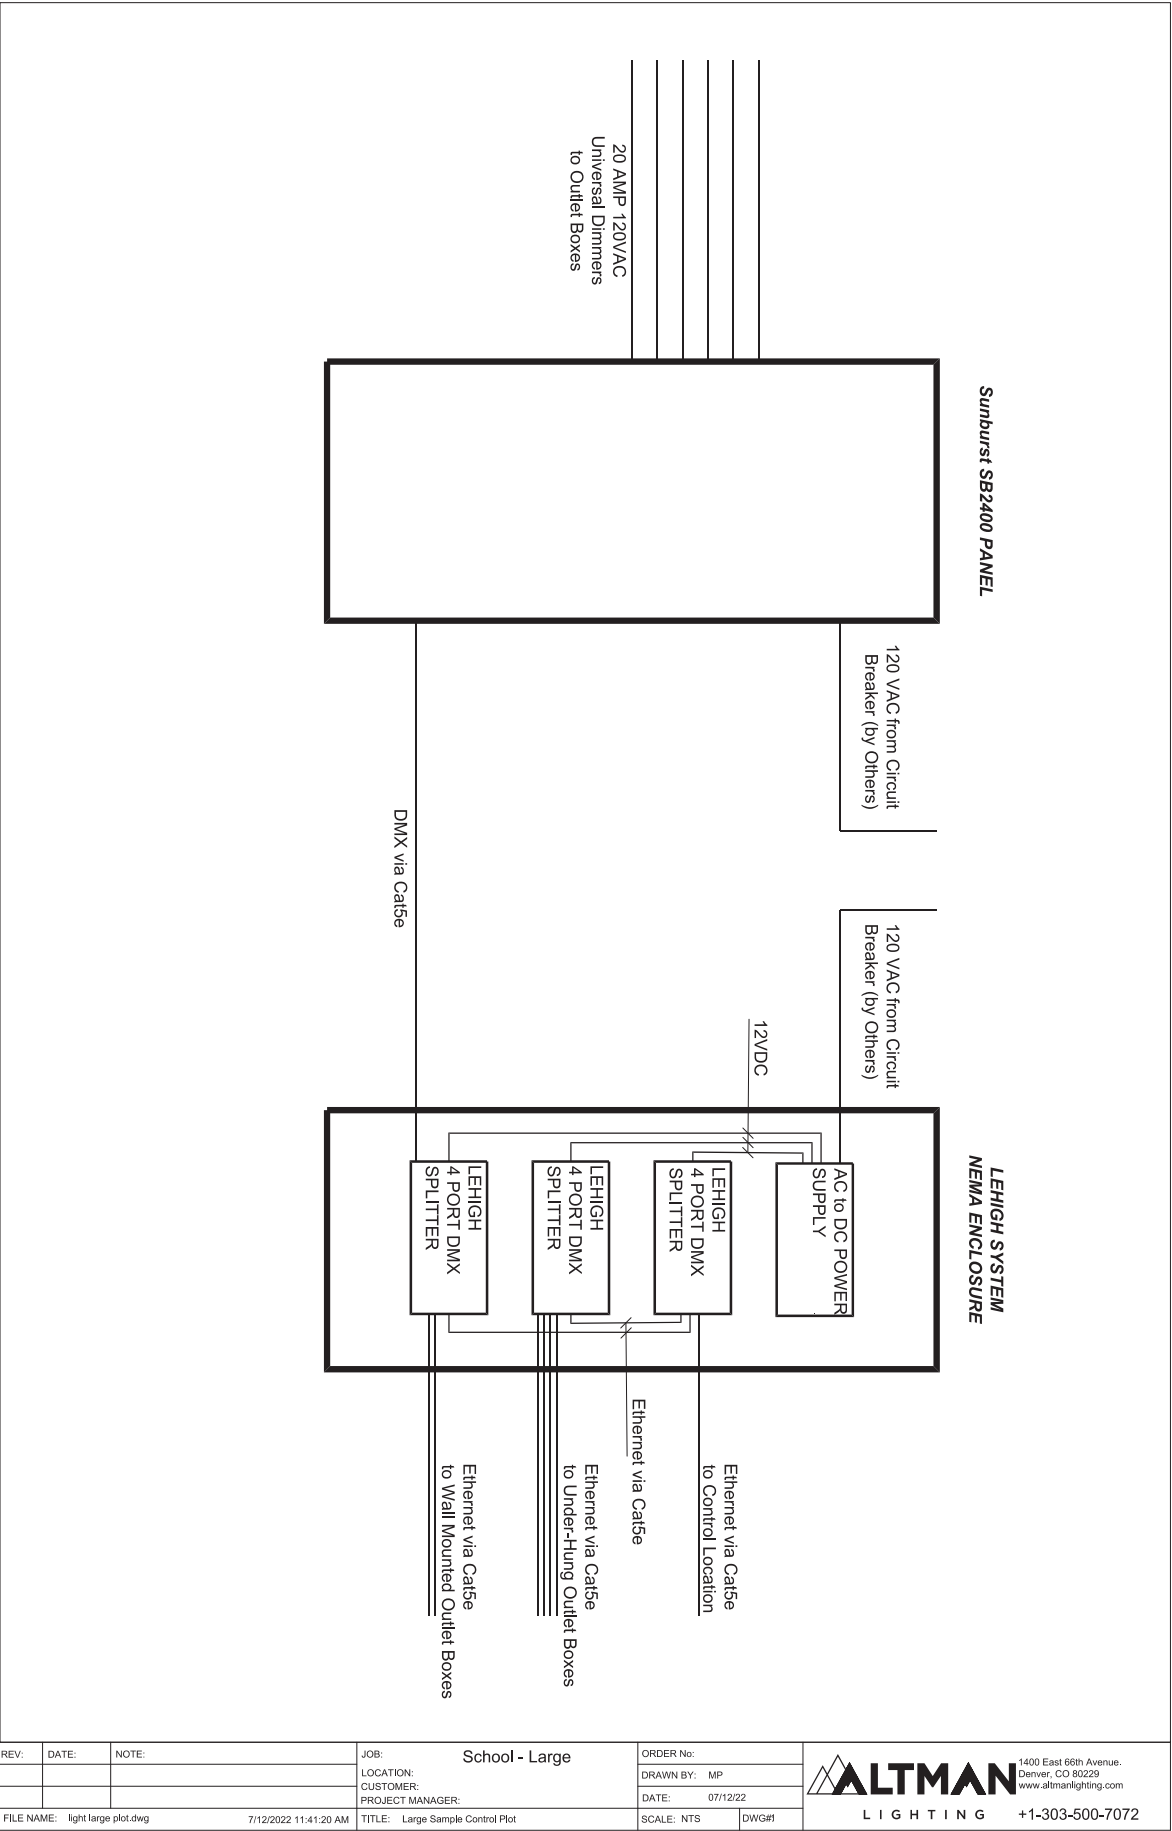 Sunburst SB2400 PANEL
LEHIGH SYSTEM
NEMA ENCLOSURE
20 AMP 120VAC
Universal Dimmers
to Outlet Boxes
120 VAC from Circuit
Breaker (by Others)
120 VAC from Circuit
Breaker (by Others)
12VDC
AC to DC POWER
SUPPLY
LEHIGH
4 PORT DMX
SPLITTER
LEHIGH
4 PORT DMX
SPLITTER
LEHIGH
4 PORT DMX
SPLITTER
DMX via Cat5e
Ethernet via Cat5e
to Control Location
Ethernet via Cat5e
Ethernet via Cat5e
to Under-Hung Outlet Boxes
Ethernet via Cat5e
to Wall Mounted Outlet Boxes
REV: DATE: NOTE:
FILE NAME: light large plot.dwg 7/12/2022 11:41:20 AM
JOB: School - Large
LOCATION:
CUSTOMER:
PROJECT MANAGER:
TITLE: Large Sample Control Plot
ORDER No:
DRAWN BY: MP
DATE: 07/12/22
SCALE: NTS DWG#1
ALTMAN
LIGHTING
1400 East 66th Avenue.
Denver, CO 80229
www.altmanlighting.com
+1-303-500-7072